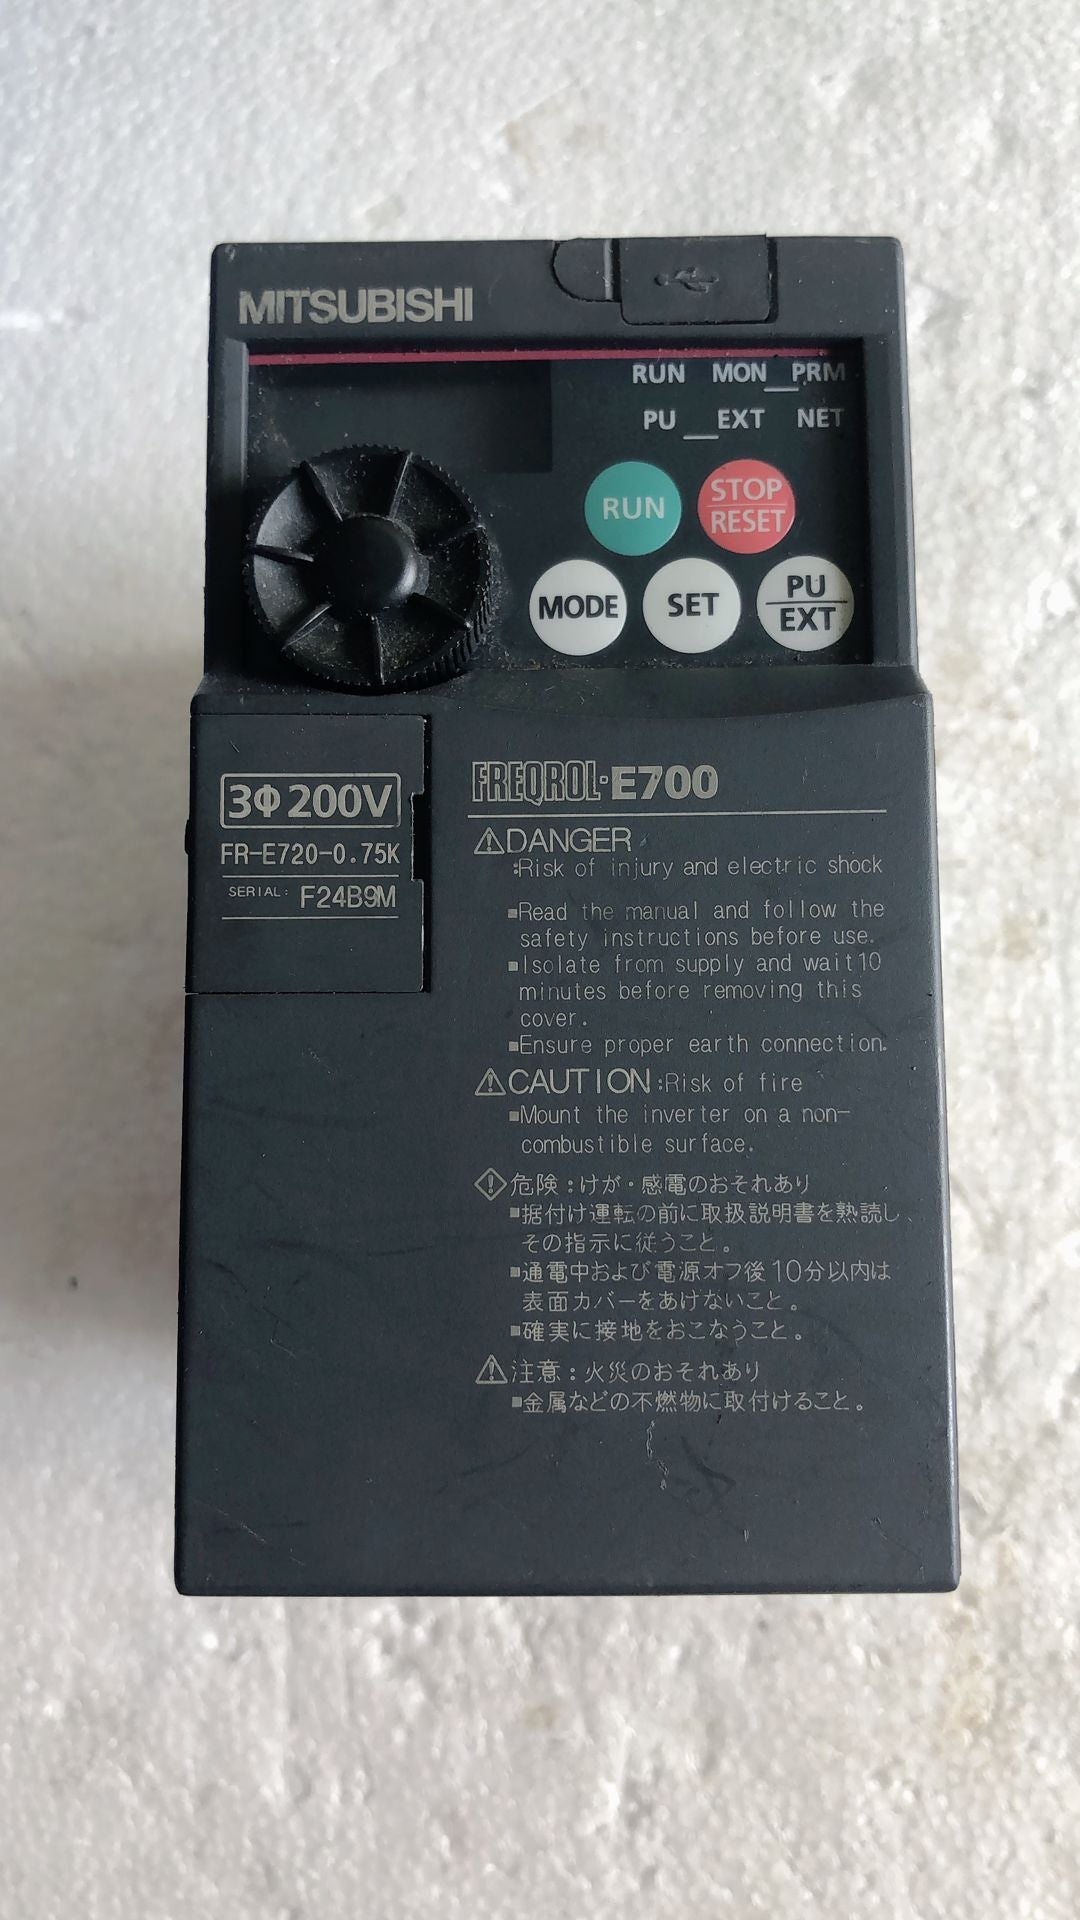 MITSUBISHI
RUN MON PRM
PU EXT NET
RUN
STOP
RESET
MODE
SET
PU
EXT
3Φ 200V
FR-E720-0.75K
SERIAL: F24B9M
FREQROL-E700
⚠DANGER
:Risk of injury and electric shock
■Read the manual and follow the
safety instructions before use.
■Isolate from supply and wait 10
minutes before removing this
cover.
■Ensure proper earth connection.
⚠CAUTION:Risk of fire
■Mount the inverter on a non-
combustible surface.
危険:けが・感電のおそれあり
■据付け運転の前に取扱説明書を熟読し、
その指示に従うこと。
■通電中および電源オフ後10分以内は
表面カバーをあけないこと。
■確実に接地をおこなうこと。
⚠注意:火災のおそれあり
■金属などの不燃物に取付けること。